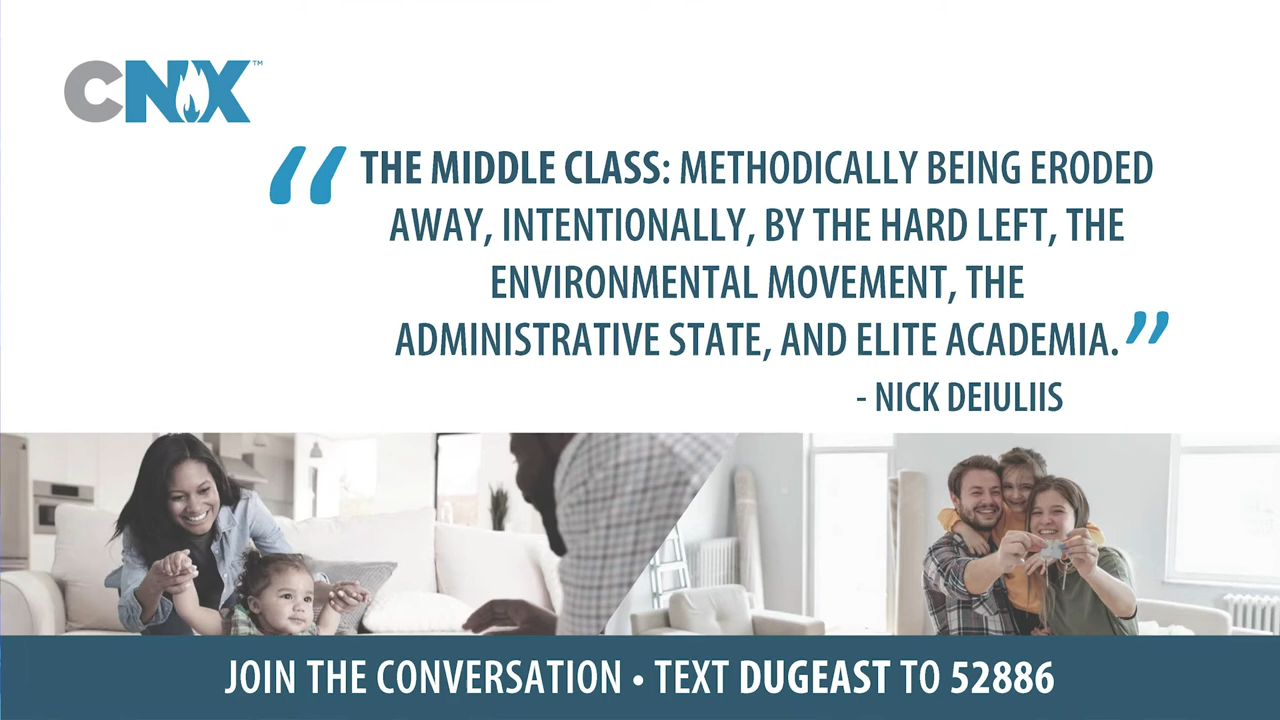 CNX™
“THE MIDDLE CLASS: METHODICALLY BEING ERODED
AWAY, INTENTIONALLY, BY THE HARD LEFT, THE
ENVIRONMENTAL MOVEMENT, THE
ADMINISTRATIVE STATE, AND ELITE ACADEMIA.”
- NICK DEIULIIS
JOIN THE CONVERSATION • TEXT DUGEAST TO 52886